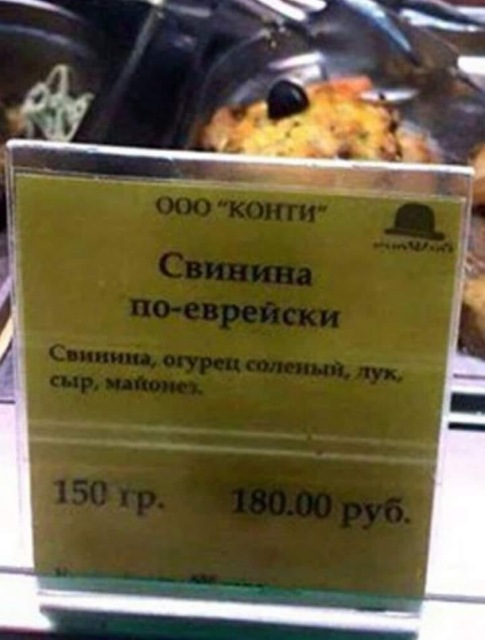 ООО "КОНТИ"
Свинина
по-еврейски
Свинина, огурец соленый, лук,
сыр, майонез.
150 гр. 180.00 руб.